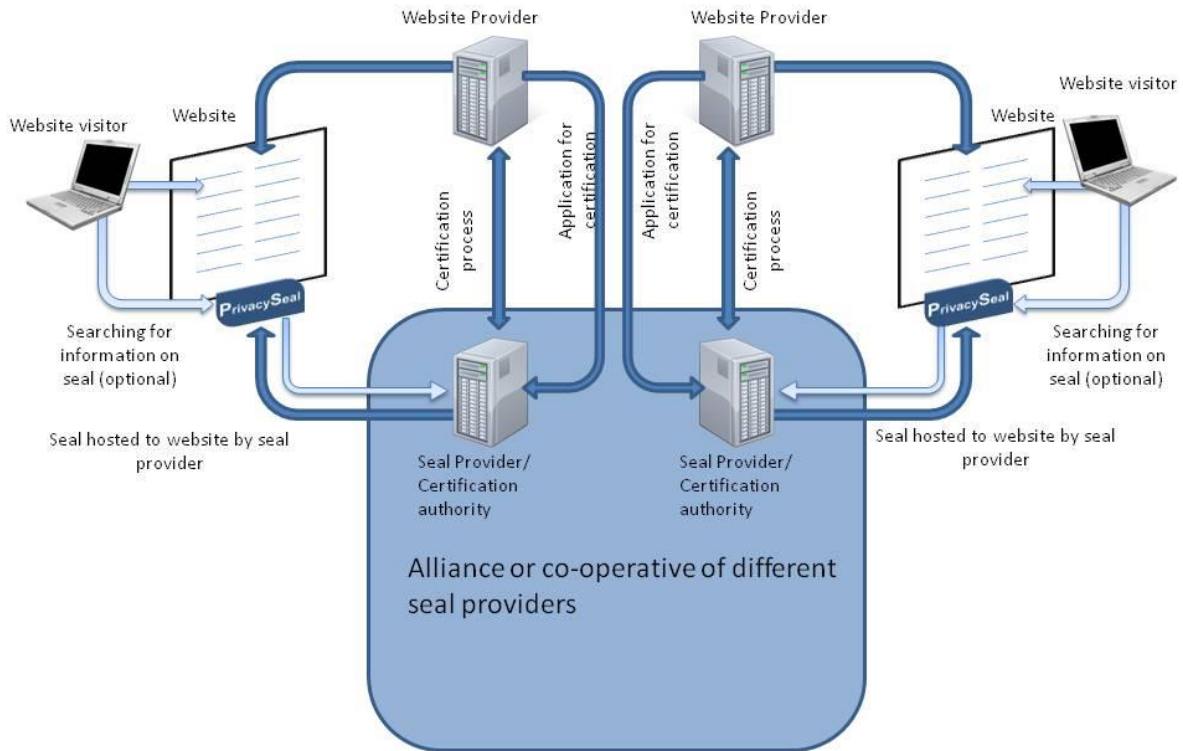 Website Provider
Website Provider
Website visitor
Website
Website
Website visitor
Certification
process
Application for
certification
Application for
certification
Certification
process
PrivacySeal
PrivacySeal
Searching for
information on
seal (optional)
Searching for
information on
seal (optional)
Seal hosted to website by seal
provider
Seal hosted to website by seal
provider
Seal Provider/
Certification
authority
Seal Provider/
Certification
authority
Alliance or co-operative of different
seal providers